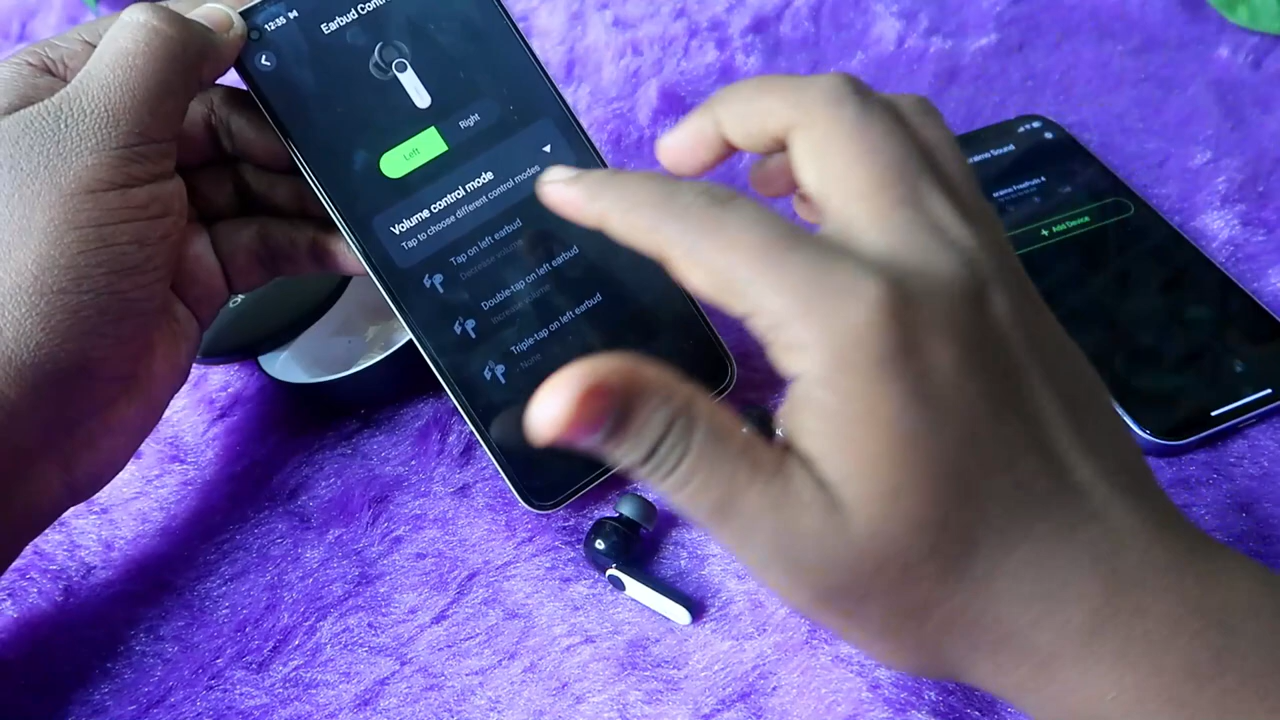 12:35
Earbud Contr
Left
Right
Volume control mode
Tap to choose different control modes
Tap on left earbud
Decrease volume
Double-tap on left earbud
Increase volume
Triple-tap on left earbud
None
raimo Sound
+ Add Device